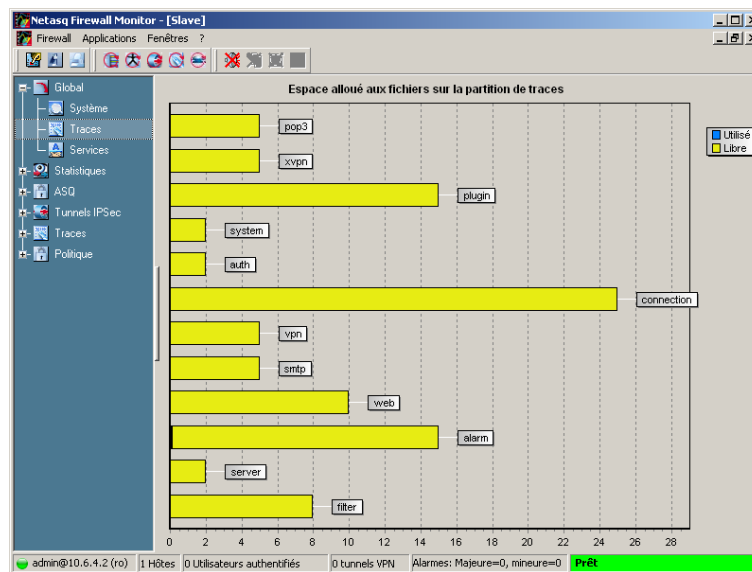 Netasq Firewall Monitor - [Slave]
Firewall Applications Fenêtres ?
Global
Système
Traces
Services
Statistiques
ASQ
Tunnels IPSec
Traces
Politique
Espace alloué aux fichiers sur la partition de traces
Utilisé
Libre
pop3
xvpn
plugin
system
auth
connection
vpn
smtp
web
alarm
server
filter
0 2 4 6 8 10 12 14 16 18 20 22 24 26 28
admin@10.6.4.2 (ro) 1 Hôtes 0 Utilisateurs authentifiés 0 tunnels VPN Alarmes: Majeure=0, mineure=0 Prêt